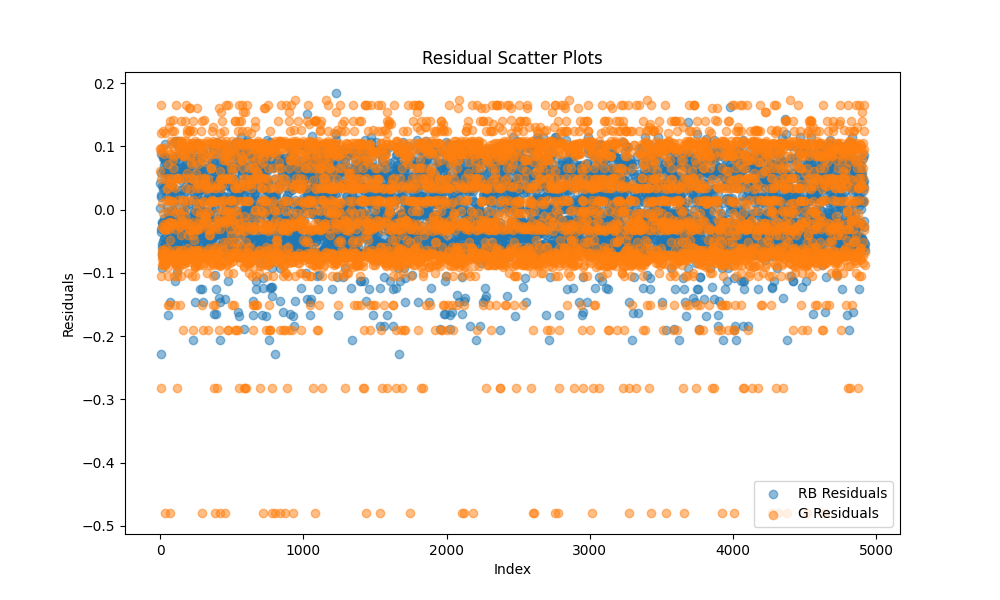 Residual Scatter Plots
0.2
0.1
0.0
−0.1
−0.2
−0.3
−0.4
−0.5
Residuals
0
1000
2000
3000
4000
5000
Index
RB Residuals
G Residuals